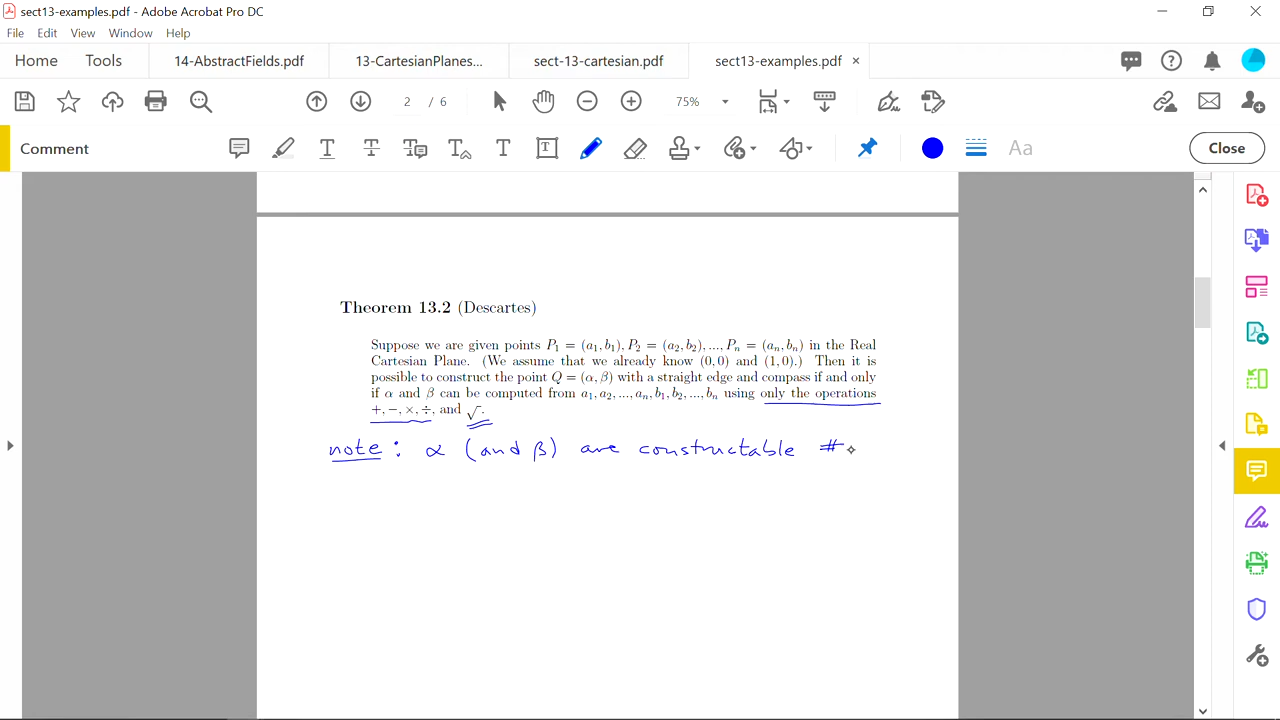 sect13-examples.pdf - Adobe Acrobat Pro DC
File Edit View Window Help
Home Tools 14-AbstractFields.pdf 13-CartesianPlanes... sect-13-cartesian.pdf sect13-examples.pdf ×
2 / 6 75%
Comment T T T T T T Aa Close
Theorem 13.2 (Descartes)
Suppose we are given points P₁ = (a₁, b₁), P₂ = (a₂, b₂), ..., Pₙ = (aₙ, bₙ) in the Real
Cartesian Plane. (We assume that we already know (0, 0) and (1, 0).) Then it is
possible to construct the point Q = (α, β) with a straight edge and compass if and only
if α and β can be computed from a₁, a₂, ..., aₙ, b₁, b₂, ..., bₙ using only the operations
+, −, ×, ÷, and √.
note: α (and β) are constructable #